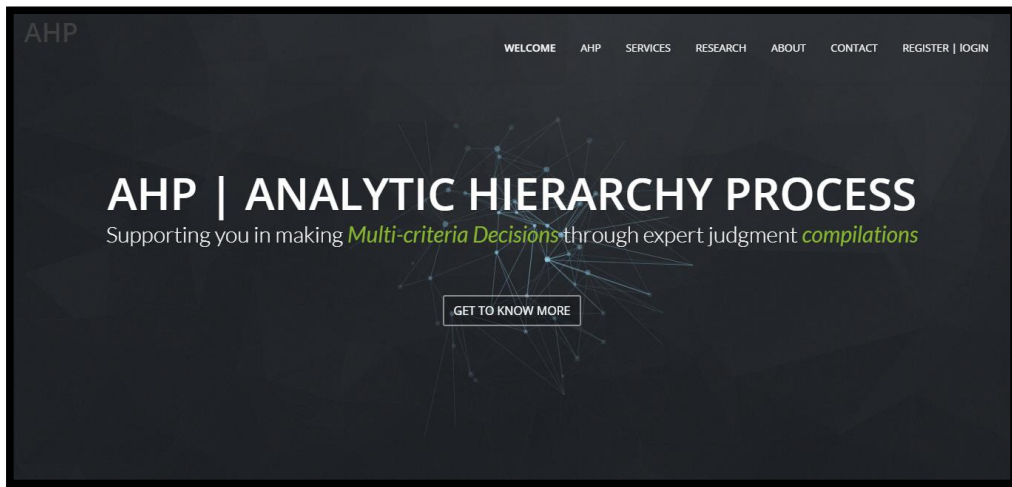 AHP
WELCOME AHP SERVICES RESEARCH ABOUT CONTACT REGISTER | lOGIN
AHP | ANALYTIC HIERARCHY PROCESS
Supporting you in making Multi-criteria Decisions through expert judgment compilations
GET TO KNOW MORE